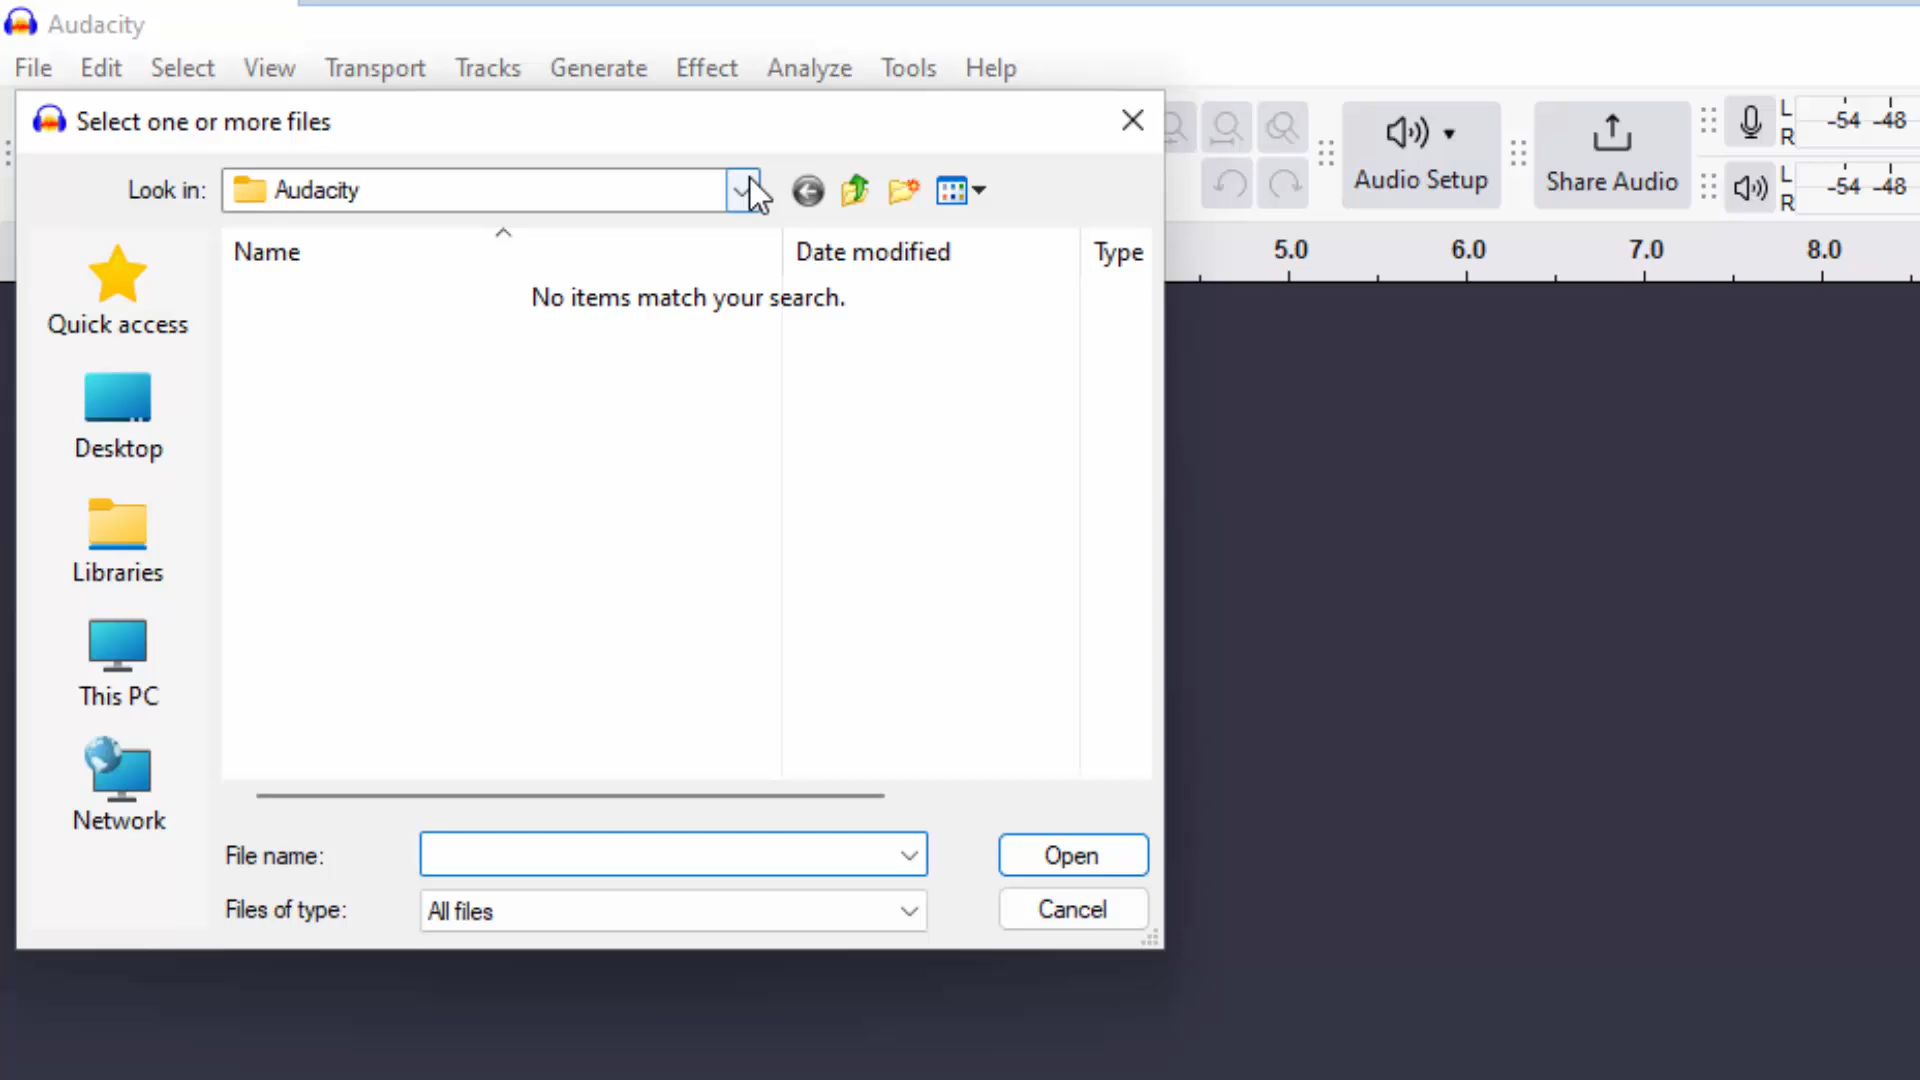 Audacity
File Edit Select View Transport Tracks Generate Effect Analyze Tools Help
Select one or more files
Look in: Audacity
Audio Setup
Share Audio
L
R
-54 -48
L
R
-54 -48
5.0 6.0 7.0 8.0
Name Date modified Type
No items match your search.
Quick access
Desktop
Libraries
This PC
Network
File name: Open
Files of type: All files Cancel